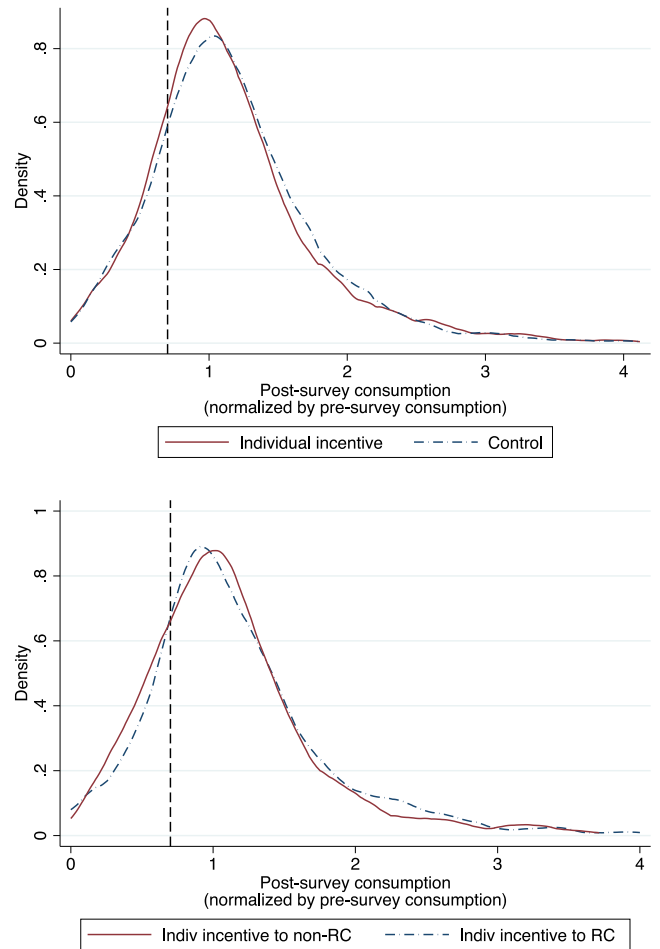 .8
.6
.4
.2
0
Density
0 1 2 3 4
Post-survey consumption
(normalized by pre-survey consumption)
Individual incentive Control
1
.8
.6
.4
.2
0
Density
0 1 2 3 4
Post-survey consumption
(normalized by pre-survey consumption)
Indiv incentive to non-RC Indiv incentive to RC